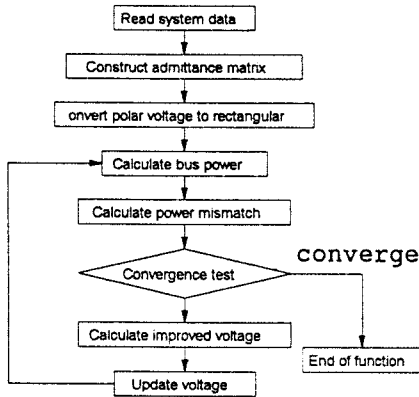 Read system data
Construct admittance matrix
onvert polar voltage to rectangular
Calculate bus power
Calculate power mismatch
Convergence test
converge
Calculate improved voltage
End of function
Update voltage